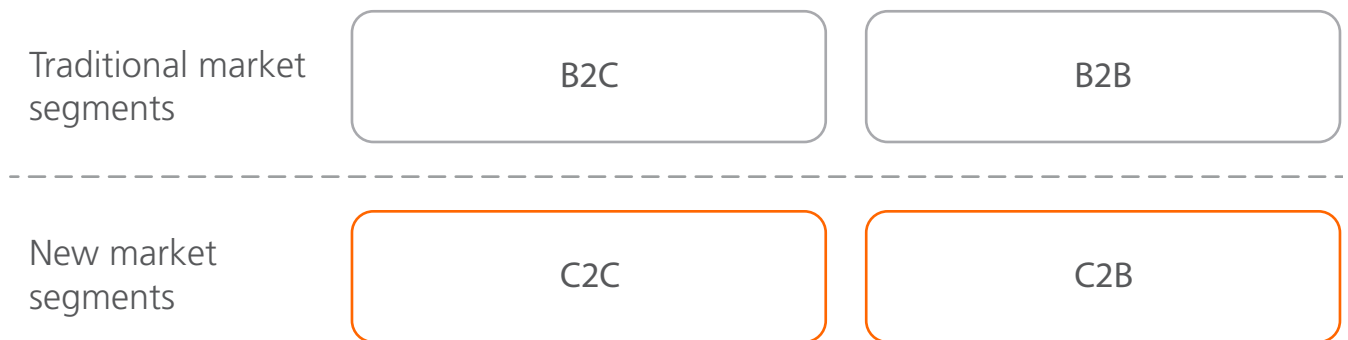 Traditional market
segments
B2C
B2B
New market
segments
C2C
C2B